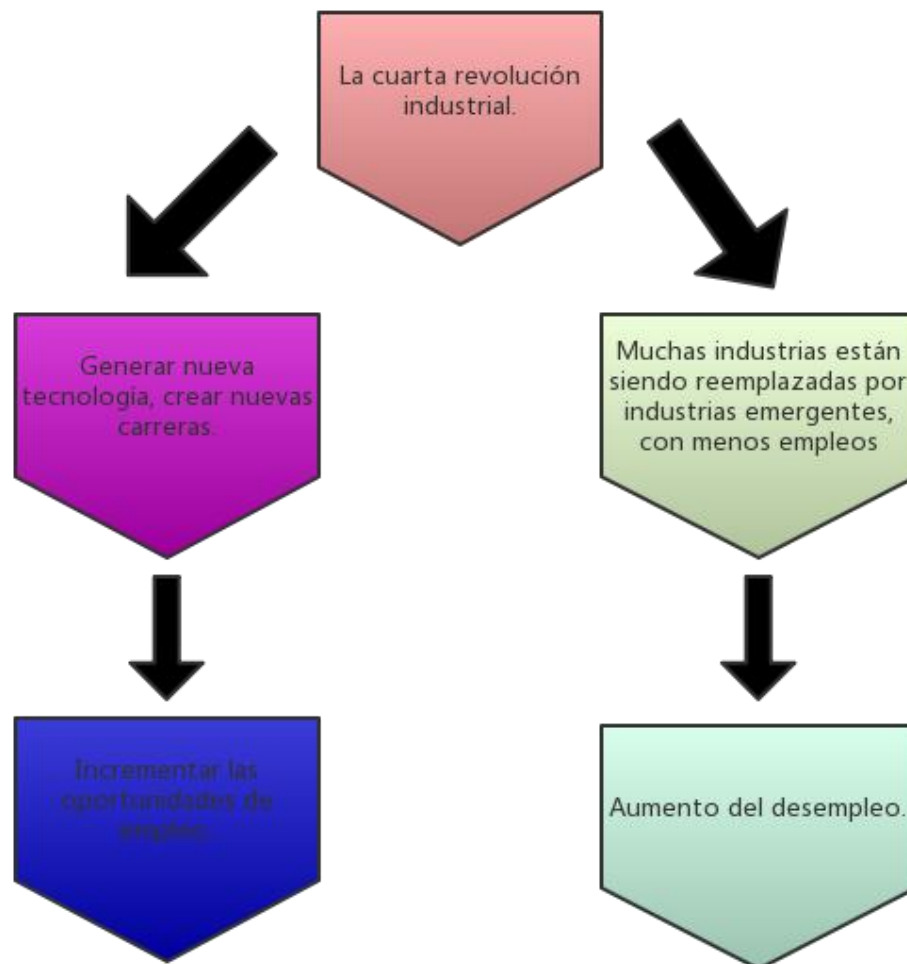 La cuarta revolución
industrial.
Generar nueva
tecnología, crear nuevas
carreras.
Muchas industrias están
siendo reemplazadas por
industrias emergentes,
con menos empleos
Incrementar las
oportunidades de
empleo.
Aumento del desempleo.